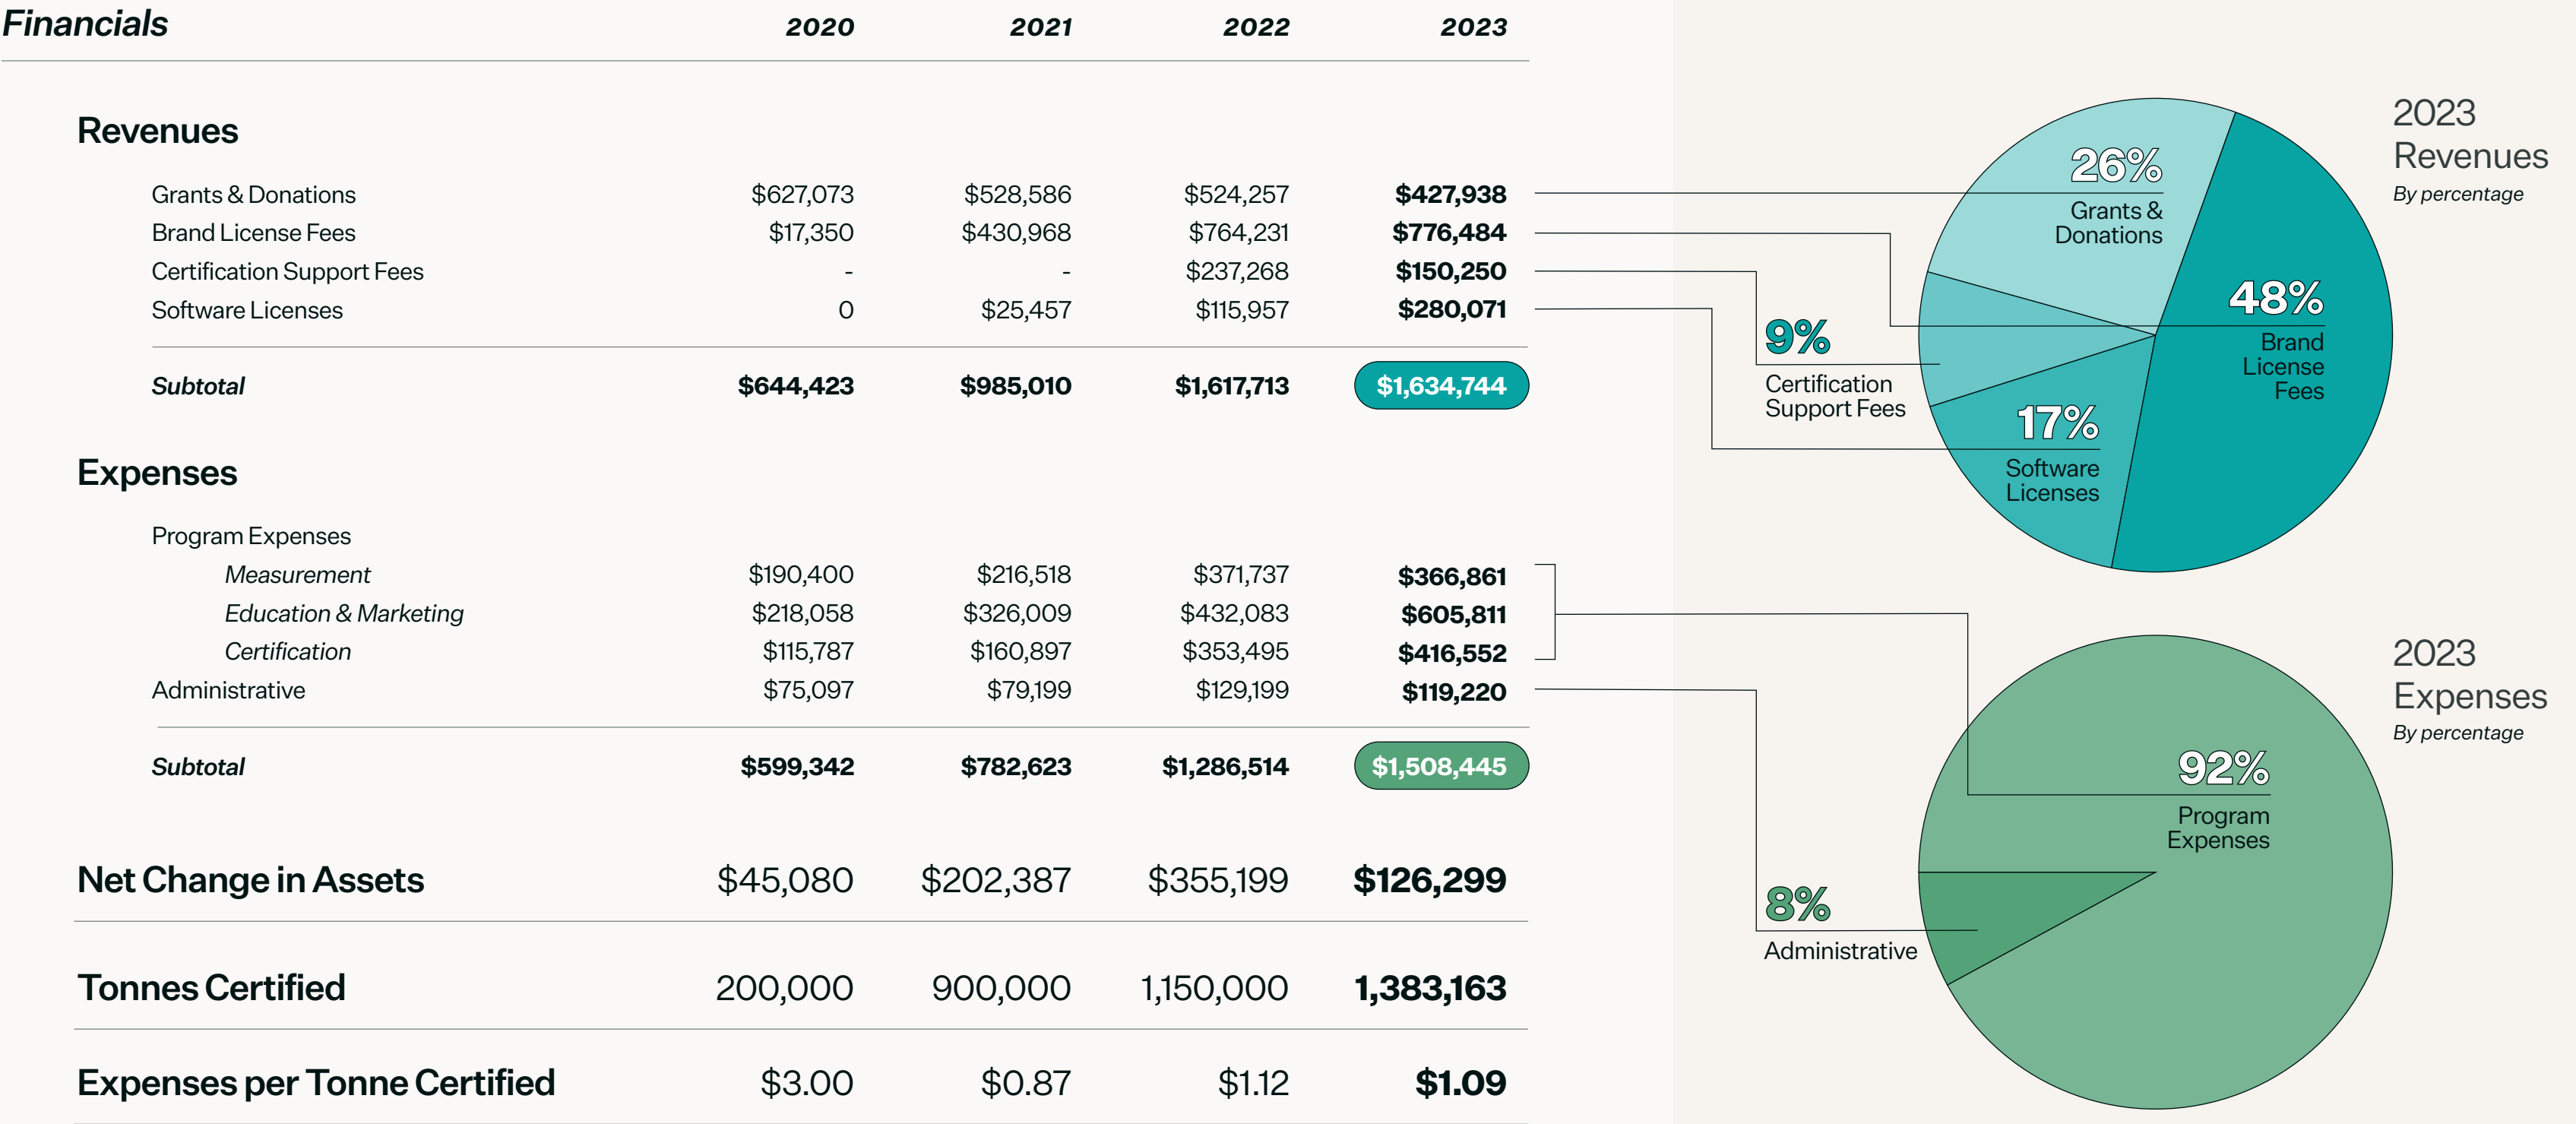 Financials 2020 2021 2022 2023
Revenues
Grants & Donations $627,073 $528,586 $524,257 $427,938
Brand License Fees $17,350 $430,968 $764,231 $776,484
Certification Support Fees - - $237,268 $150,250
Software Licenses 0 $25,457 $115,957 $280,071
Subtotal $644,423 $985,010 $1,617,713 $1,634,744
Expenses
Program Expenses
Measurement $190,400 $216,518 $371,737 $366,861
Education & Marketing $218,058 $326,009 $432,083 $605,811
Certification $115,787 $160,897 $353,495 $416,552
Administrative $75,097 $79,199 $129,199 $119,220
Subtotal $599,342 $782,623 $1,286,514 $1,508,445
Net Change in Assets $45,080 $202,387 $355,199 $126,299
Tonnes Certified 200,000 900,000 1,150,000 1,383,163
Expenses per Tonne Certified $3.00 $0.87 $1.12 $1.09
2023
Revenues
By percentage
26%
Grants &
Donations
48%
Brand
License
Fees
9%
Certification
Support Fees
17%
Software
Licenses
2023
Expenses
By percentage
92%
Program
Expenses
8%
Administrative